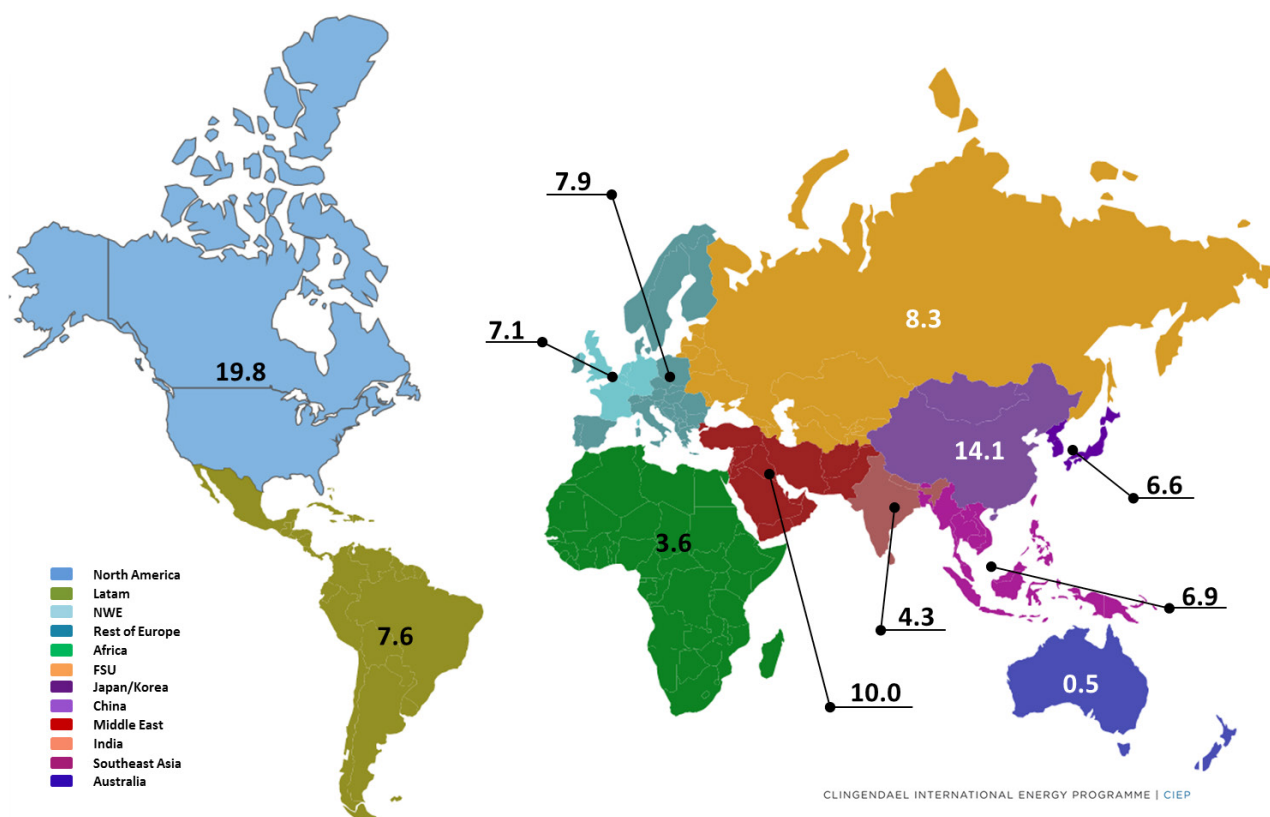 7.9
7.1
8.3
19.8
14.1
6.6
3.6
6.9
4.3
7.6
10.0
0.5
North America
Latam
NWE
Rest of Europe
Africa
FSU
Japan/Korea
China
Middle East
India
Southeast Asia
Australia
CLINGENDAEL INTERNATIONAL ENERGY PROGRAMME | CIEP